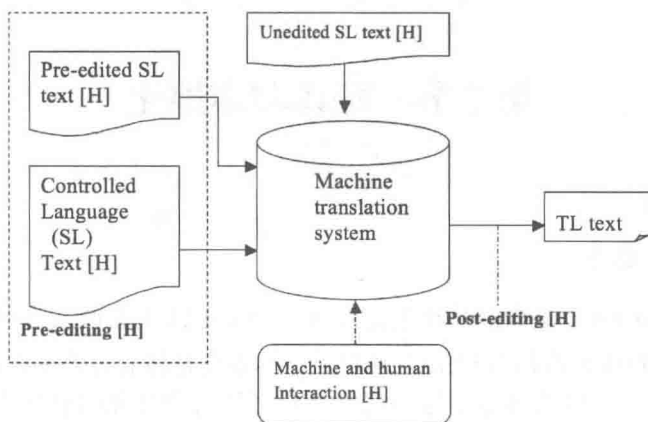 Unedited SL text [H]
Pre-edited SL
text [H]
Controlled
Language
(SL)
Text [H]
Pre-editing [H]
Machine
translation
system
TL text
Post-editing [H]
Machine and human
Interaction [H]